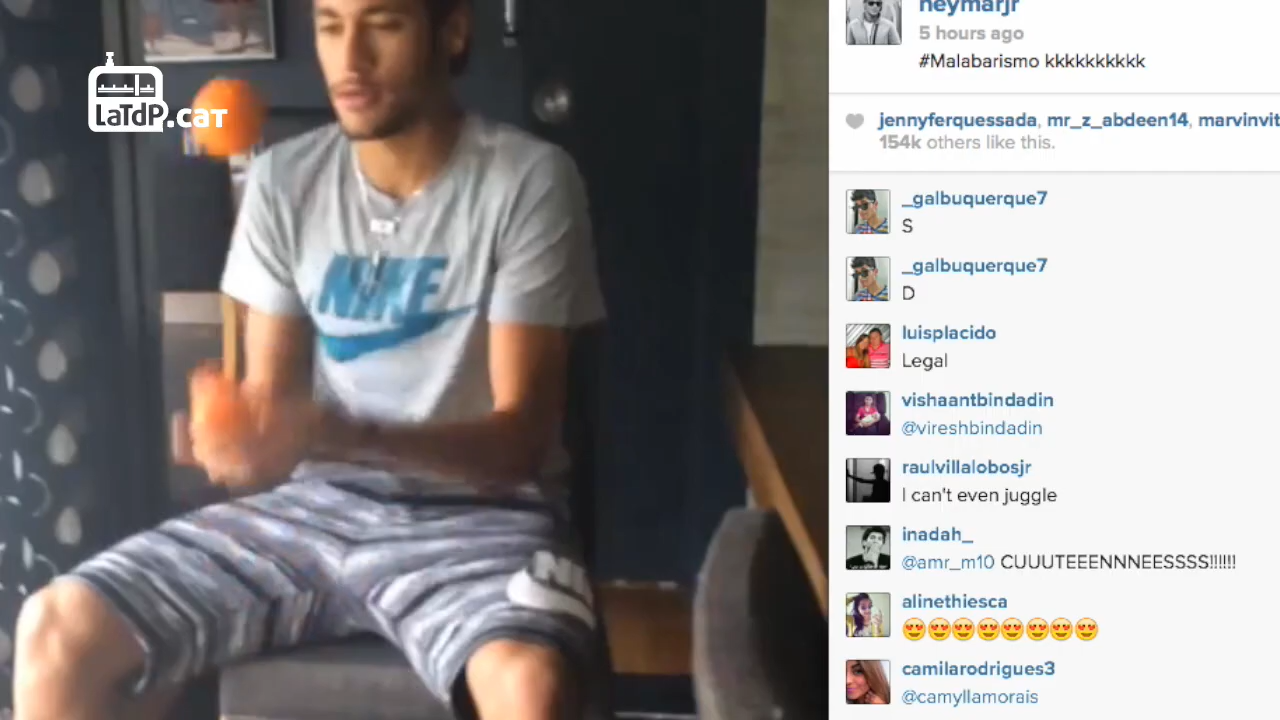 LaTdP.cat
NIKE
neymarjr
5 hours ago
#Malabarismo kkkkkkkkkk
jennyferquessada, mr_z_abdeen14, marvinvit
154k others like this.
_galbuquerque7
S
_galbuquerque7
D
luisplacido
Legal
vishaantbindadin
@vireshbindadin
raulvillalobosjr
I can't even juggle
inadah_
@amr_m10 CUUUTEEENNNEESSSS!!!!!!
alinethiesca
😍😍😍😍😍😍😍😍
camilarodrigues3
@camyllamorais